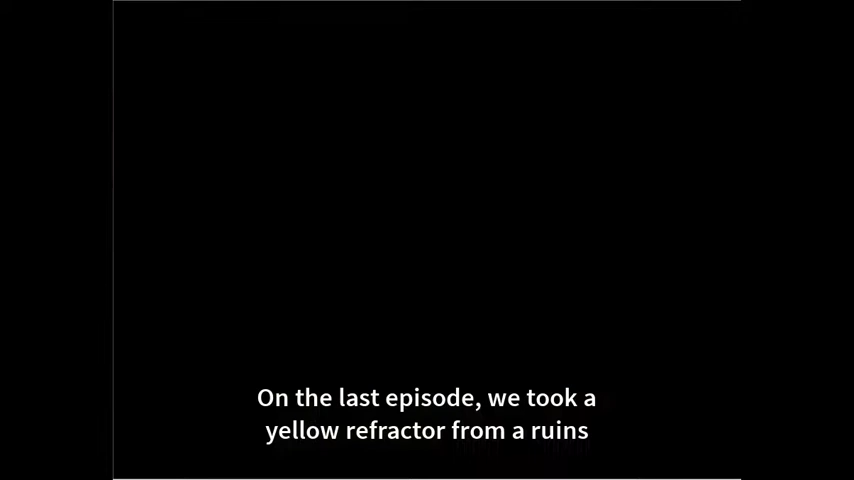 On the last episode, we took a
yellow refractor from a ruins